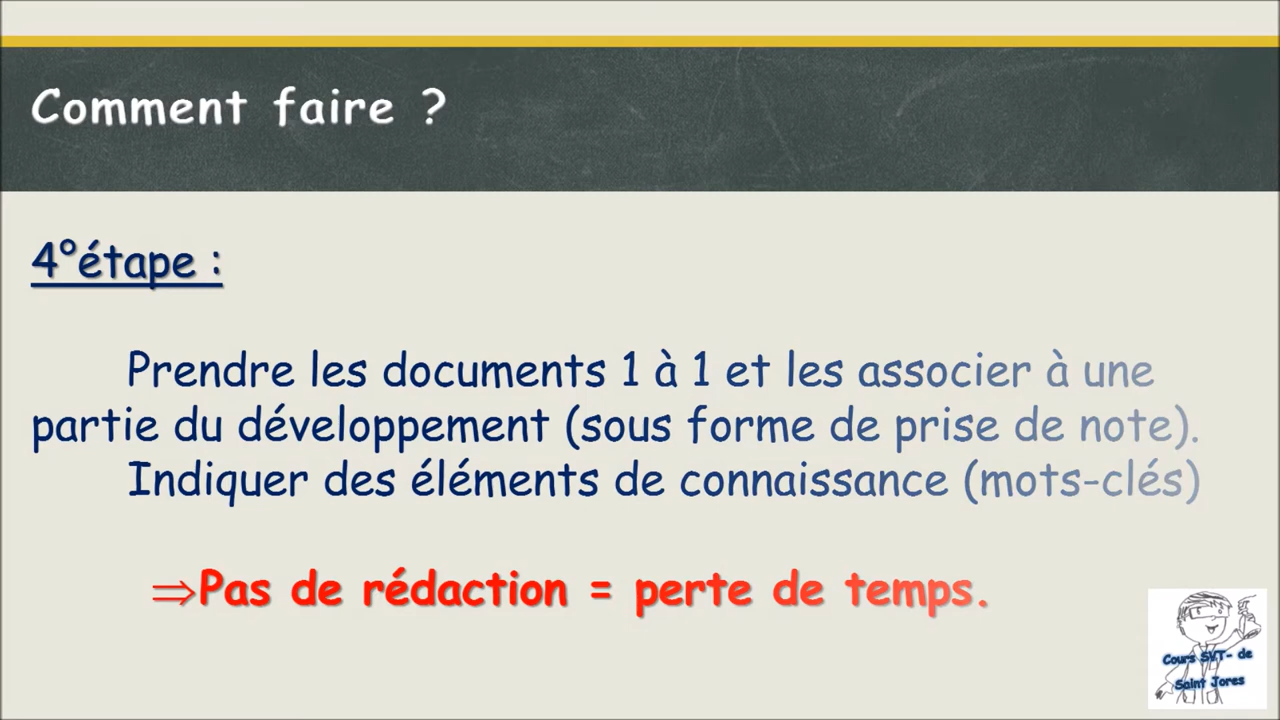 Comment faire ?
4°étape :
Prendre les documents 1 à 1 et les associer à une
partie du développement (sous forme de prise de note).
Indiquer des éléments de connaissance (mots-clés)
⇒Pas de rédaction = perte de temps.
Cours SVT- de
Saint Jores